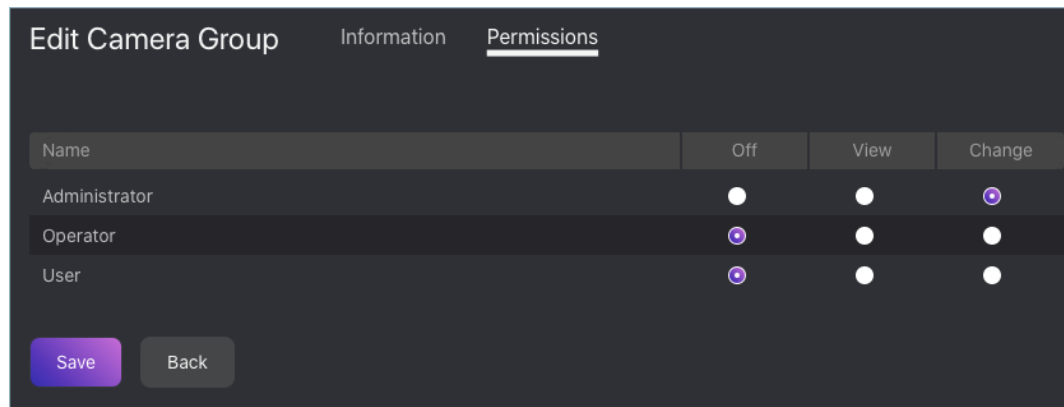 Edit Camera Group Information Permissions
Name Off View Change
Administrator
Operator
User
Save Back